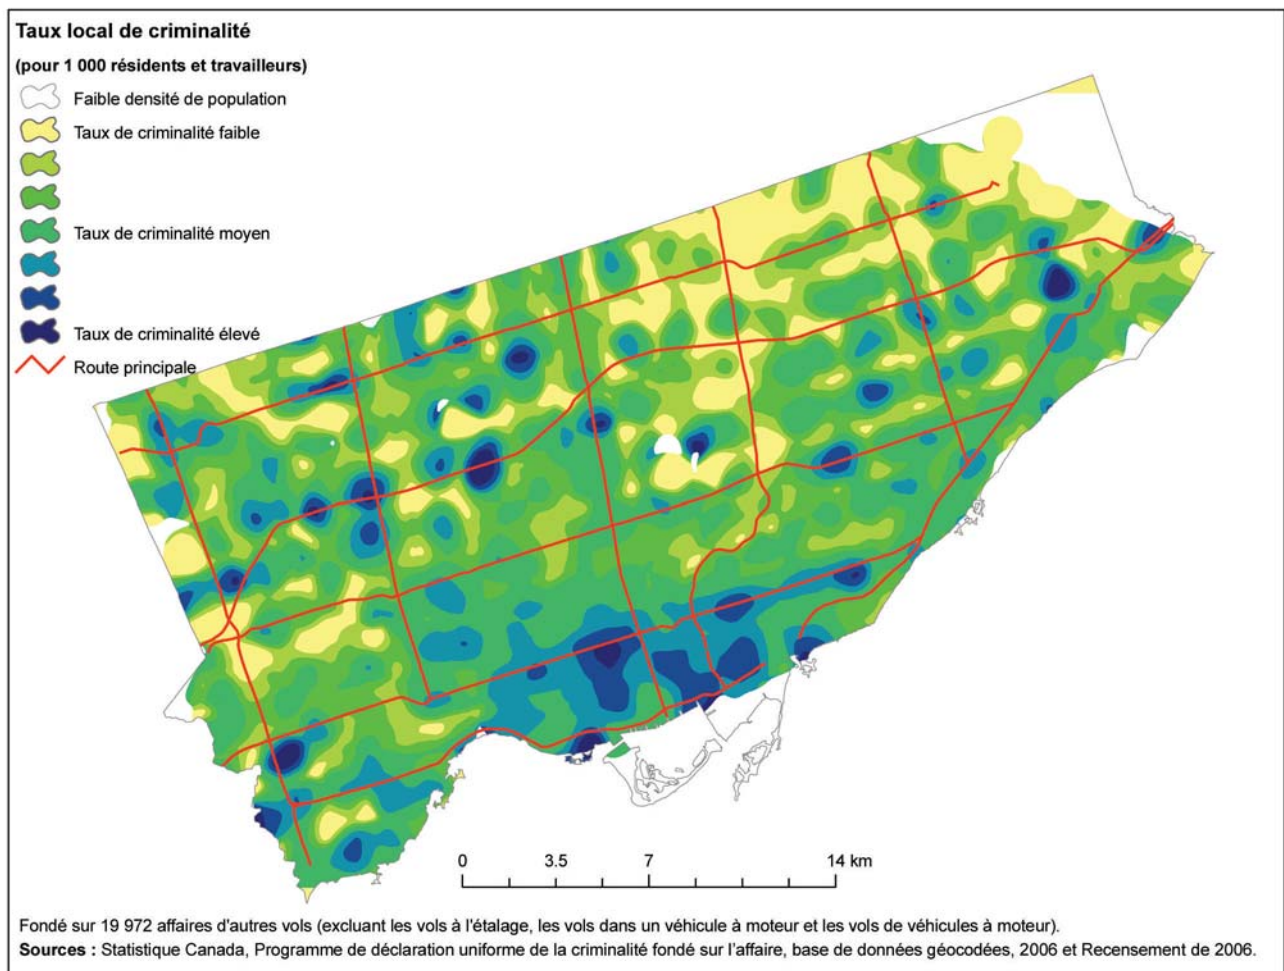 Taux local de criminalité
(pour 1 000 résidents et travailleurs)
Faible densité de population
Taux de criminalité faible
Taux de criminalité moyen
Taux de criminalité élevé
Route principale
0 3.5 7 14 km
Fondé sur 19 972 affaires d'autres vols (excluant les vols à l'étalage, les vols dans un véhicule à moteur et les vols de véhicules à moteur).
Sources : Statistique Canada, Programme de déclaration uniforme de la criminalité fondé sur l'affaire, base de données géocodées, 2006 et Recensement de 2006.